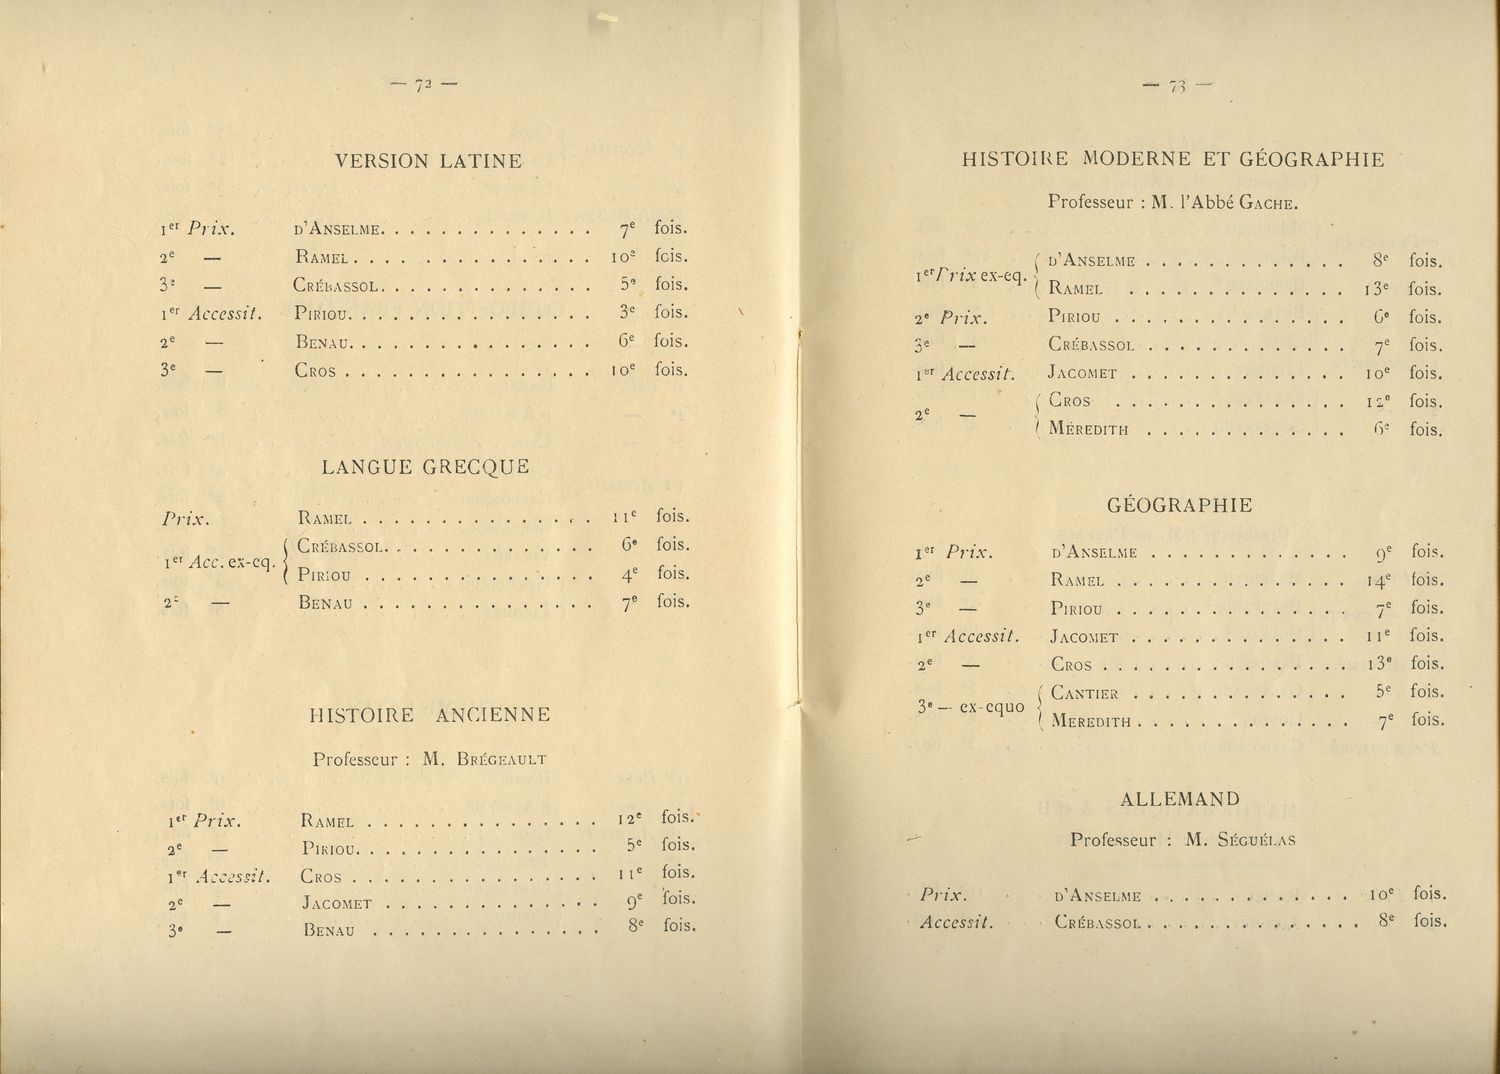 — 72 —
VERSION LATINE
1er Prix. D'ANSELME. . . . . . . . . . . . . . 7e fois.
2e — RAMEL . . . . . . . . . . . . . . . . 10e fois.
3e — CRÉBASSOL. . . . . . . . . . . . . . 5e fois.
1er Accessit. PIRIOU. . . . . . . . . . . . . . . . 3e fois.
2e — BENAU. . . . . . . . . . . . . . . . 6e fois.
3e — CROS . . . . . . . . . . . . . . . . 10e fois.
LANGUE GRECQUE
Prix. RAMEL . . . . . . . . . . . . . . . 11e fois.
1er Acc. ex-eq. { CRÉBASSOL. . . . . . . . . . . . . . 6e fois.
PIRIOU . . . . . . . . . . . . . . . 4e fois.
2e — BENAU . . . . . . . . . . . . . . . 7e fois.
HISTOIRE ANCIENNE
Professeur : M. BRÉGEAULT
1er Prix. RAMEL . . . . . . . . . . . . . . . 12e fois.
2e — PIRIOU. . . . . . . . . . . . . . . . 5e fois.
1er Accessit. CROS . . . . . . . . . . . . . . . . 11e fois.
2e — JACOMET . . . . . . . . . . . . . . 9e fois.
3e — BENAU . . . . . . . . . . . . . . . 8e fois.
— 73 —
HISTOIRE MODERNE ET GÉOGRAPHIE
Professeur : M. l'Abbé GACHE.
1er Prix ex-eq. { D'ANSELME . . . . . . . . . . . . . 8e fois.
RAMEL . . . . . . . . . . . . . . 13e fois.
2e Prix. PIRIOU . . . . . . . . . . . . . . . 6e fois.
3e — CRÉBASSOL . . . . . . . . . . . . . 7e fois.
1er Accessit. JACOMET . . . . . . . . . . . . . . 10e fois.
2e — { CROS . . . . . . . . . . . . . . . 12e fois.
MEREDITH . . . . . . . . . . . . . 6e fois.
GÉOGRAPHIE
1er Prix. D'ANSELME . . . . . . . . . . . . . 9e fois.
2e — RAMEL . . . . . . . . . . . . . . . 14e fois.
3e — PIRIOU . . . . . . . . . . . . . . . 7e fois.
1er Accessit. JACOMET . . . . . . . . . . . . . . 11e fois.
2e — CROS . . . . . . . . . . . . . . . . 13e fois.
3e — ex-equo { CANTIER . . . . . . . . . . . . . . 5e fois.
MEREDITH . . . . . . . . . . . . . . 7e fois.
ALLEMAND
Professeur : M. SÉGUÉLAS
Prix. D'ANSELME . . . . . . . . . . . . . 10e fois.
Accessit. CRÉBASSOL . . . . . . . . . . . . . . 8e fois.